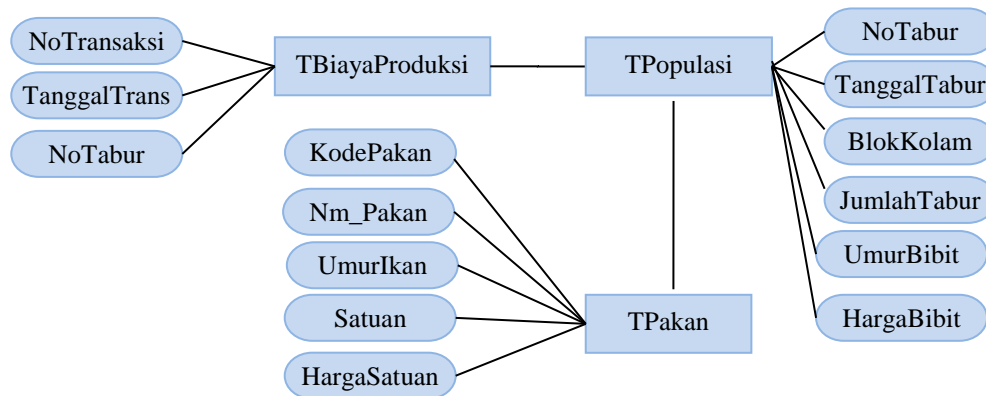 NoTransaksi
TanggalTrans
NoTabur
TBiayaProduksi
TPopulasi
NoTabur
TanggalTabur
BlokKolam
JumlahTabur
UmurBibit
HargaBibit
KodePakan
Nm_Pakan
UmurIkan
Satuan
HargaSatuan
TPakan